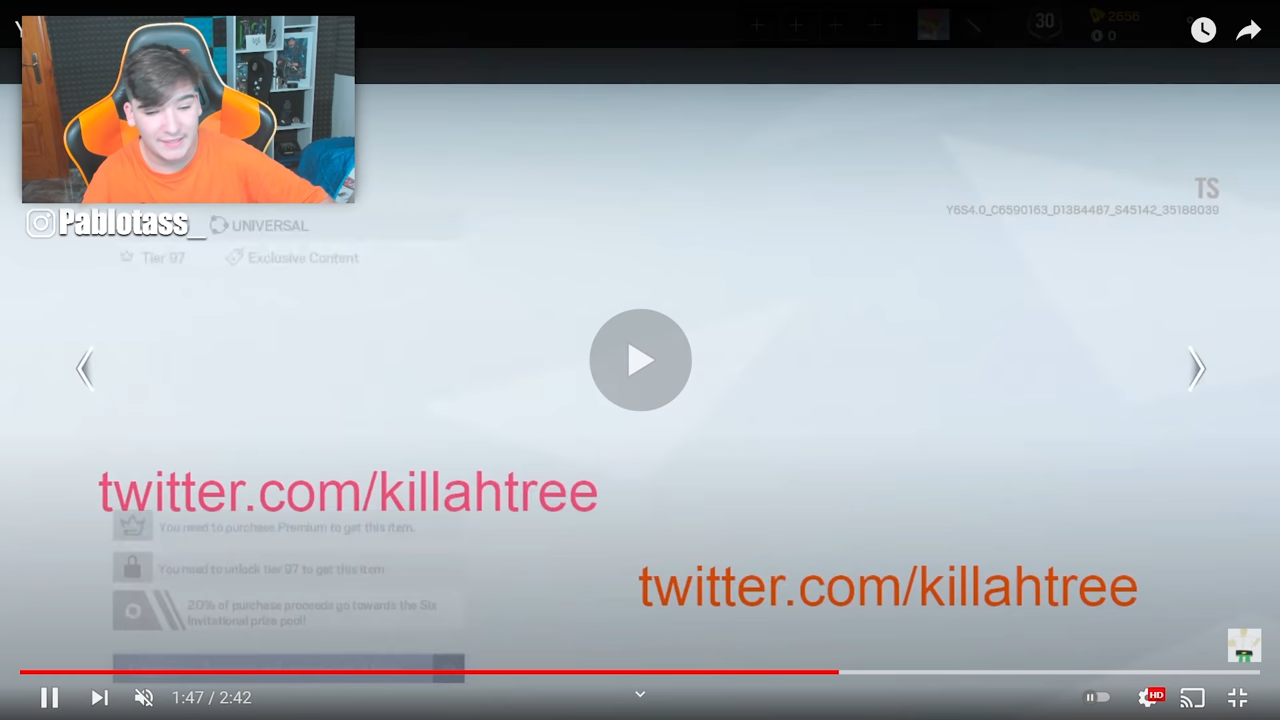 30
2656
0
TS
Y6S4.0_C6590163_D1384487_S45142_35188039
Pablotass_
UNIVERSAL
Tier 97
Exclusive Content
twitter.com/killahtree
You need to purchase Premium to get this item.
You need to unlock tier 97 to get this item
twitter.com/killahtree
20% of purchase proceeds go towards the Six
Invitational prize pool!
1:47 / 2:42
HD